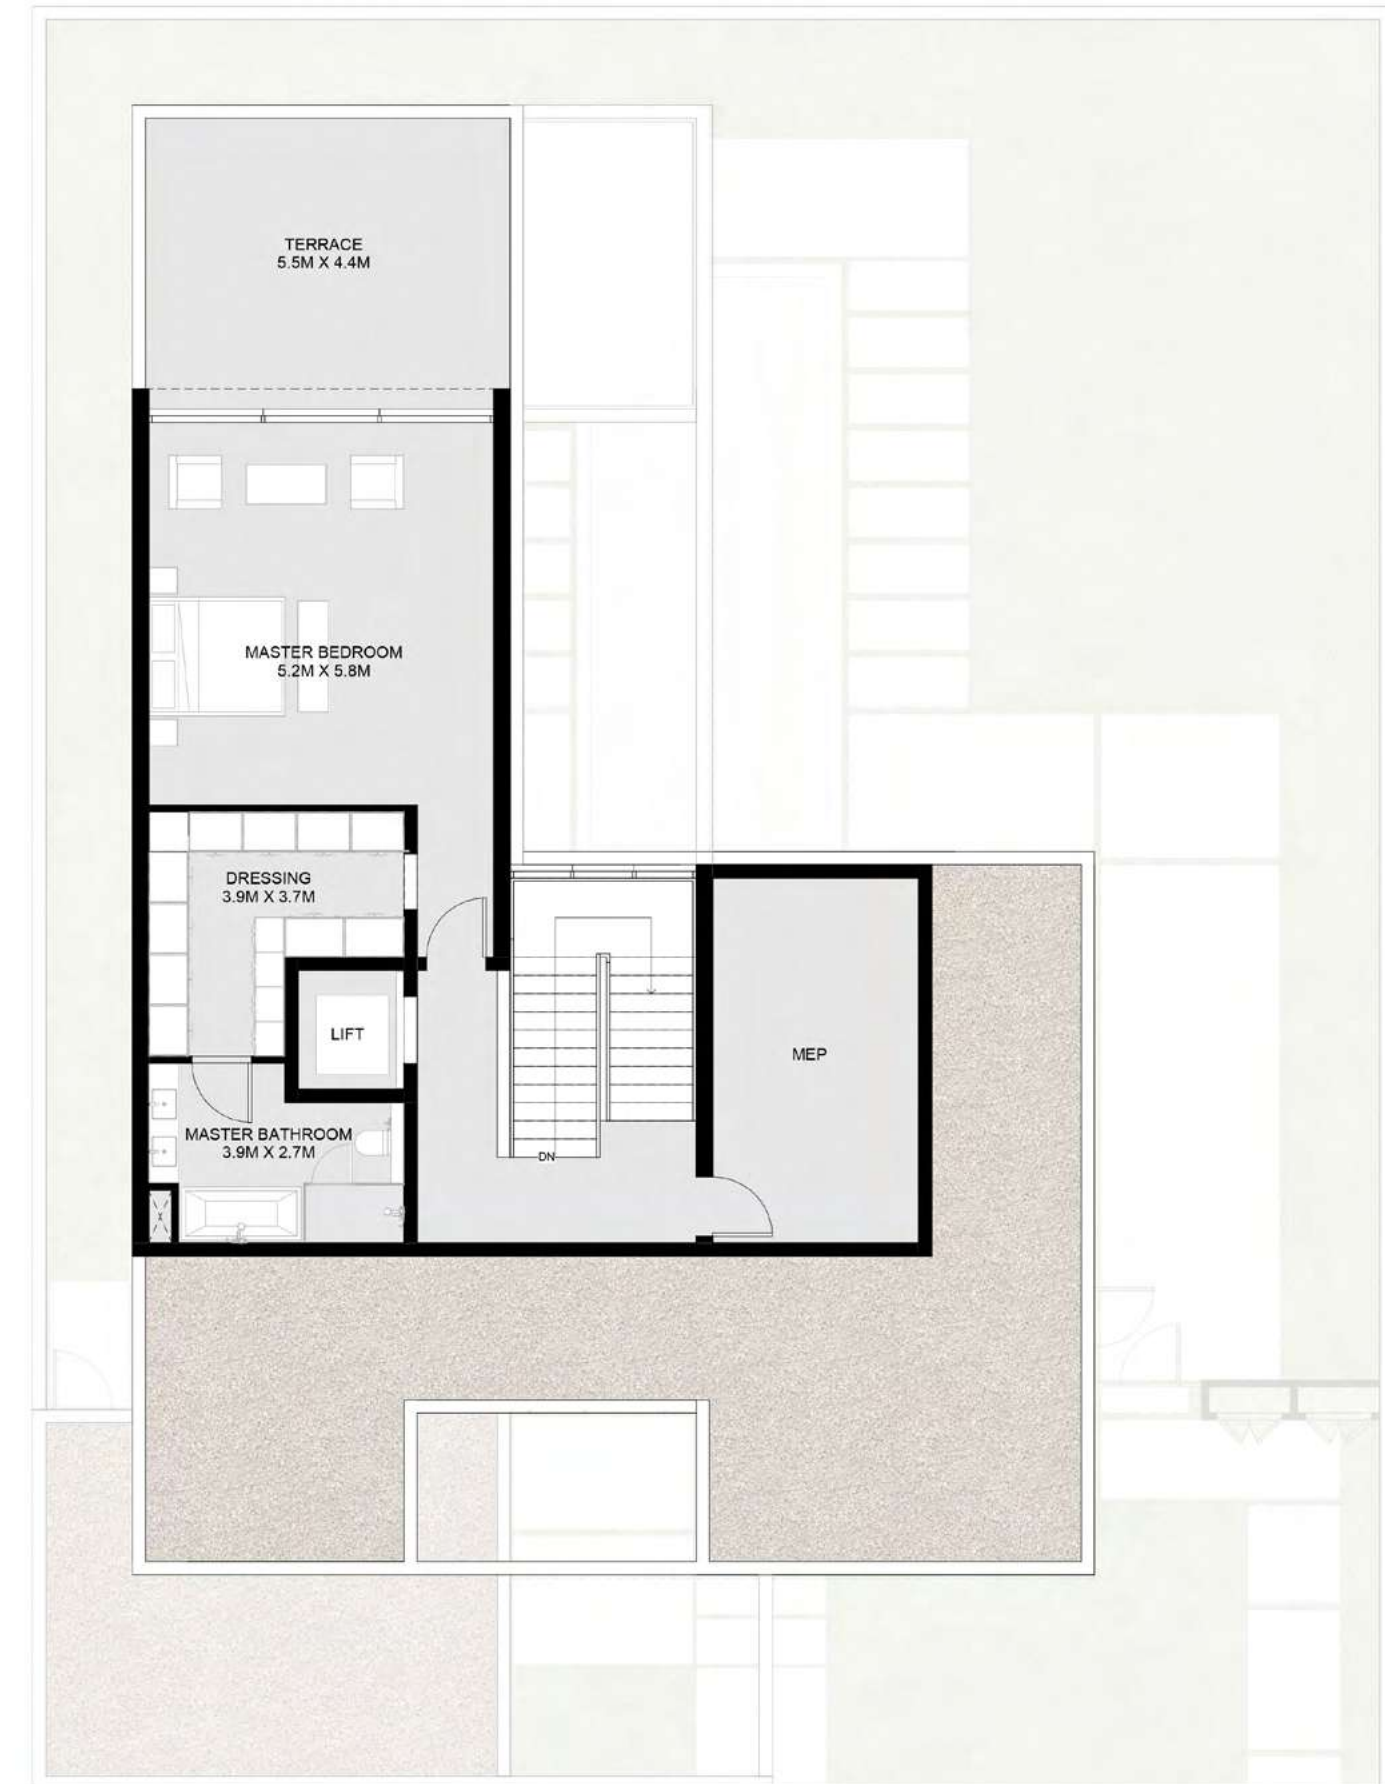 TERRACE
5.5M X 4.4M
MASTER BEDROOM
5.2M X 5.8M
DRESSING
3.9M X 3.7M
LIFT
MEP
MASTER BATHROOM
3.9M X 2.7M
DN